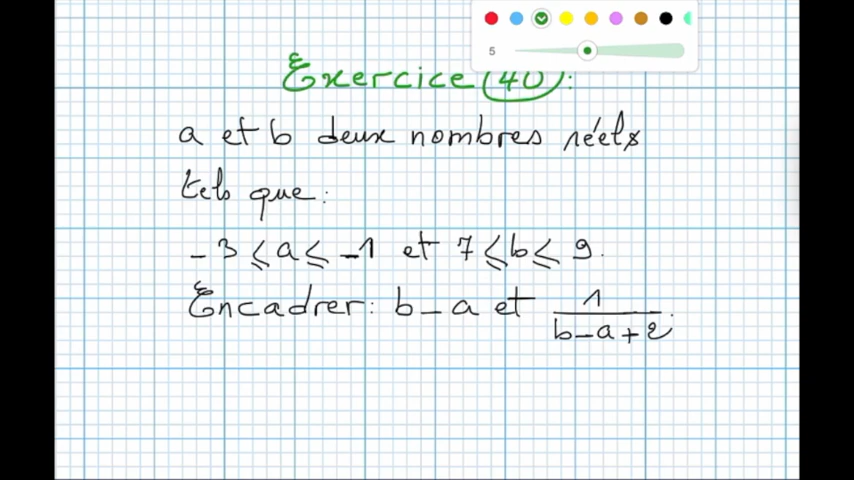 5
Exercice (40):
a et b deux nombres réels
tels que:
-3 ⩽ a ⩽ -1 et 7 ⩽ b ⩽ 9.
Encadrer: b-a et 1/(b-a+2).